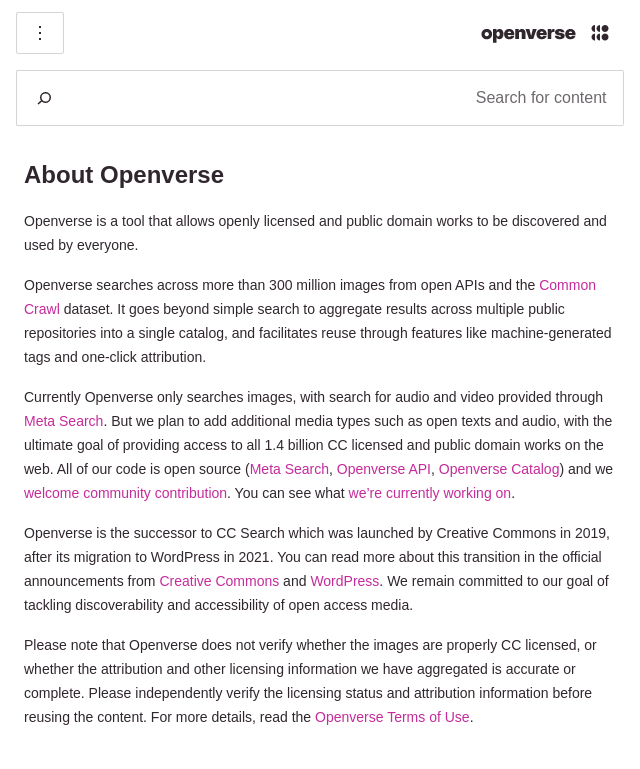 openverse
Search for content
About Openverse
Openverse is a tool that allows openly licensed and public domain works to be discovered and
used by everyone.
Openverse searches across more than 300 million images from open APIs and the Common
Crawl dataset. It goes beyond simple search to aggregate results across multiple public
repositories into a single catalog, and facilitates reuse through features like machine-generated
tags and one-click attribution.
Currently Openverse only searches images, with search for audio and video provided through
Meta Search. But we plan to add additional media types such as open texts and audio, with the
ultimate goal of providing access to all 1.4 billion CC licensed and public domain works on the
web. All of our code is open source (Meta Search, Openverse API, Openverse Catalog) and we
welcome community contribution. You can see what we’re currently working on.
Openverse is the successor to CC Search which was launched by Creative Commons in 2019,
after its migration to WordPress in 2021. You can read more about this transition in the official
announcements from Creative Commons and WordPress. We remain committed to our goal of
tackling discoverability and accessibility of open access media.
Please note that Openverse does not verify whether the images are properly CC licensed, or
whether the attribution and other licensing information we have aggregated is accurate or
complete. Please independently verify the licensing status and attribution information before
reusing the content. For more details, read the Openverse Terms of Use.